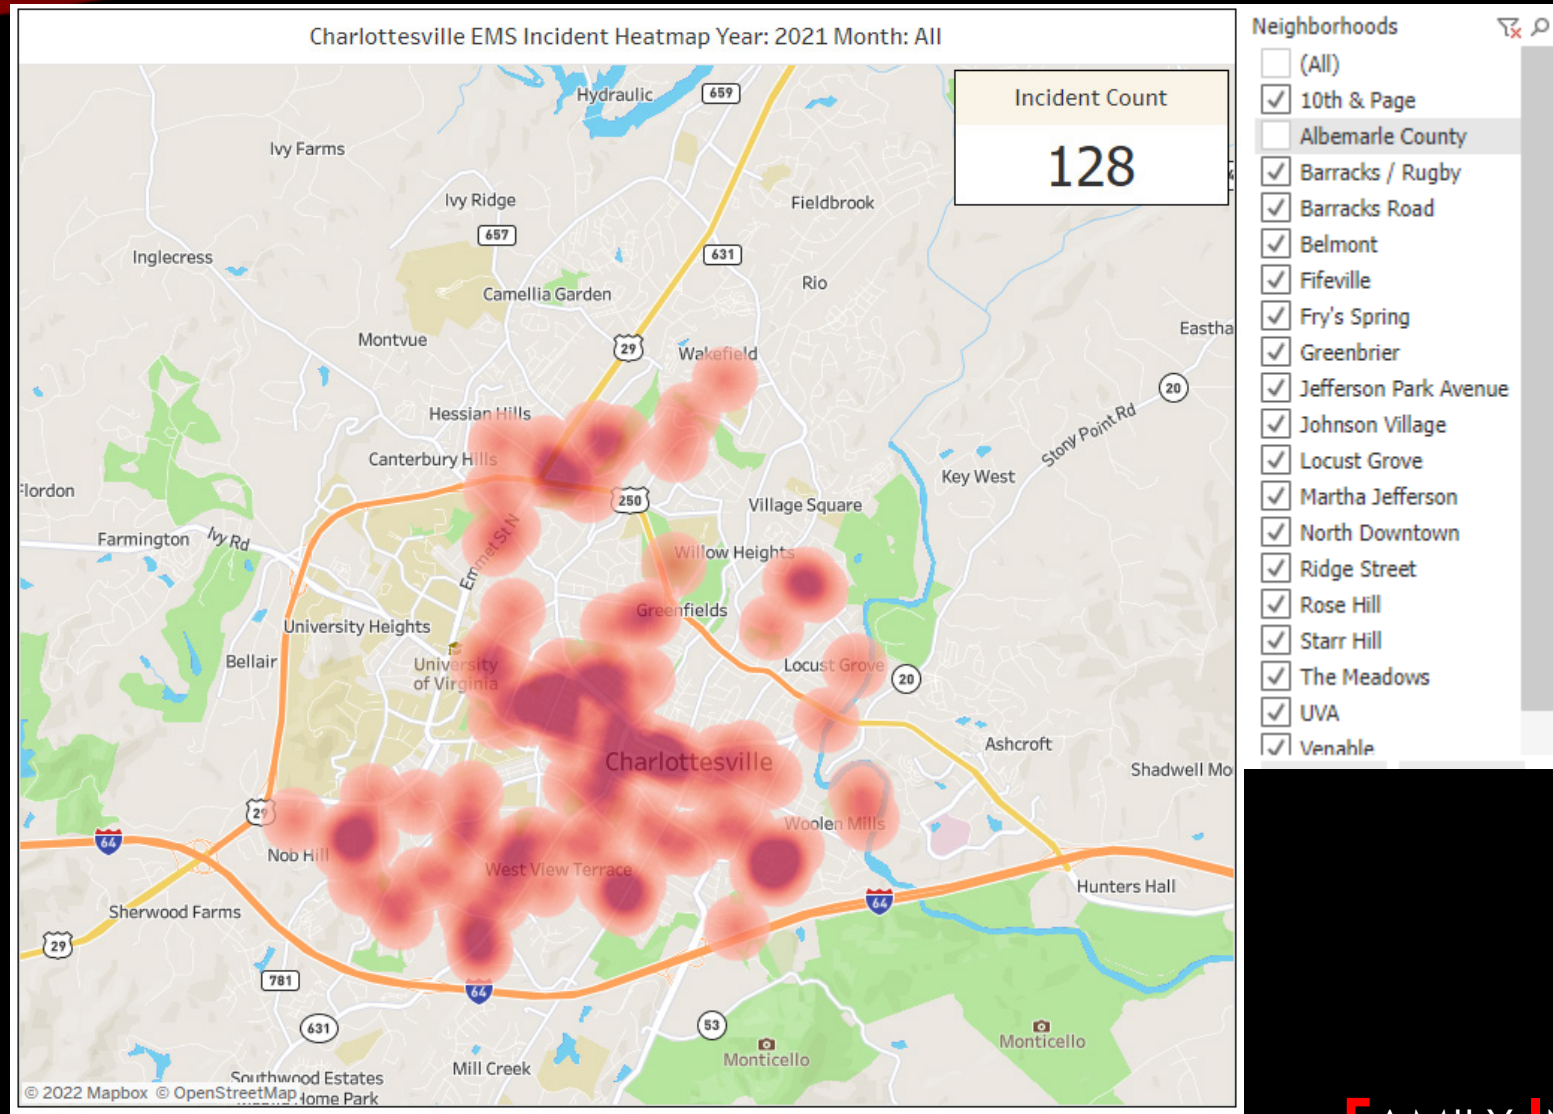 Charlottesville EMS Incident Heatmap Year: 2021 Month: All
Neighborhoods
(All)
10th & Page
Albemarle County
Barracks / Rugby
Barracks Road
Belmont
Fifeville
Fry's Spring
Greenbrier
Jefferson Park Avenue
Johnson Village
Locust Grove
Martha Jefferson
North Downtown
Ridge Street
Rose Hill
Starr Hill
The Meadows
UVA
Venable
Incident Count
128
Hydraulic
659
Ivy Farms
Ivy Ridge
657
Fieldbrook
631
Inglecress
Rio
Camellia Garden
Eastha
Montvue
29
Wakefield
20
Hessian Hills
Stony Point Rd
Canterbury Hills
Key West
Flordon
250
Village Square
Farmington
Ivy Rd
Emmet St N
Willow Heights
Greenfields
University Heights
Bellair
University
of Virginia
Locust Grove
20
Ashcroft
Charlottesville
Shadwell Mo
29
64
Woolen Mills
Nob Hill
West View Terrace
Hunters Hall
64
Sherwood Farms
29
781
64
631
53
Monticello
Monticello
Mill Creek
Southwood Estates
Home Park
© 2022 Mapbox © OpenStreetMap